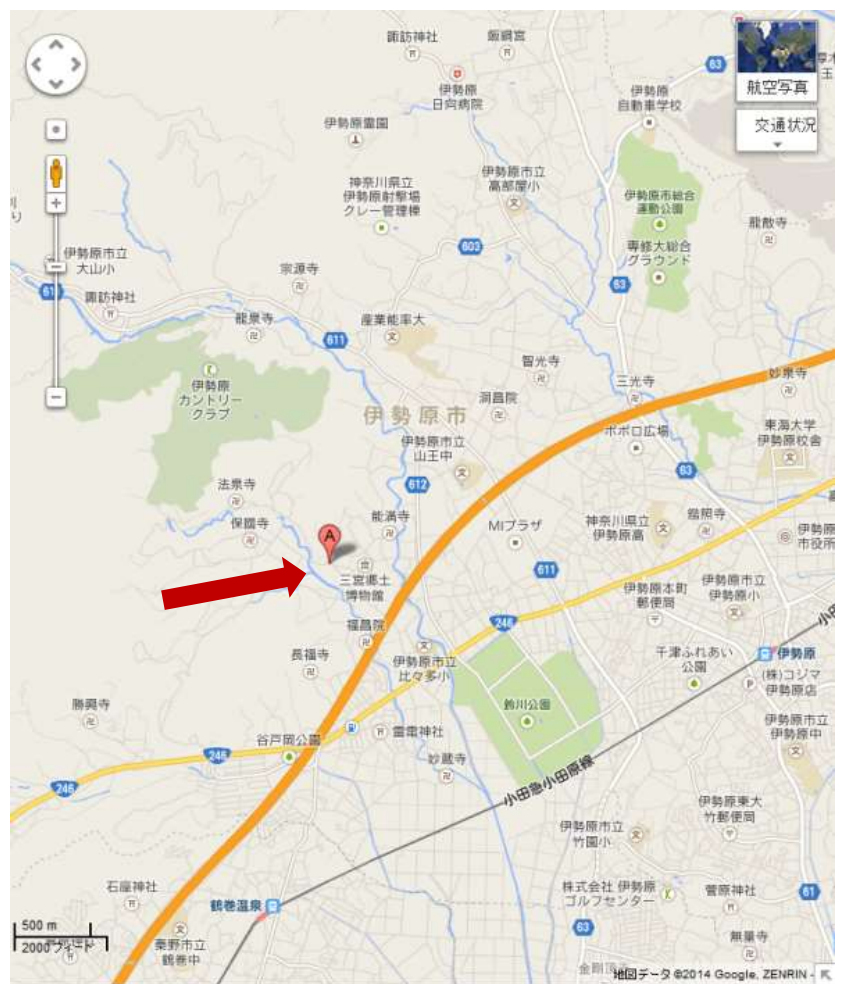 諏訪神社
飯綱宮
63
航空写真
伊勢原
日向病院
伊勢原
自動車学校
交通状況
伊勢原霊園
神奈川県立
伊勢原射撃場
クレー管理棟
伊勢原市立
高部屋小
伊勢原市総合
運動公園
龍散寺
603
専修大総合
グラウンド
伊勢原市立
大山小
宗源寺
63
諏訪神社
龍泉寺
産業能率大
611
智光寺
三光寺
妙泉寺
伊勢原
カントリー
クラブ
洞昌院
伊勢原市
ポポロ広場
東海大学
伊勢原校舎
伊勢原市立
山王中
63
法泉寺
612
保國寺
能満寺
MIプラザ
神奈川県立
伊勢原高
伊勢原
市役所
A
三宮郷土
博物館
611
伊勢原本町
郵便局
伊勢原市立
伊勢原小
福昌院
246
長福寺
伊勢原市立
比々多小
千津ふれあい
公園
伊勢原
(株)コジマ
伊勢原店
勝興寺
鈴川公園
伊勢原市立
伊勢原中
谷戸岡公園
雷電神社
246
妙蔵寺
小田急小田原線
246
伊勢原東大
竹郵便局
伊勢原市立
竹園小
石座神社
鶴巻温泉
株式会社 伊勢原
ゴルフセンター
菅原神社
61
500 m
2000 フィート
秦野市立
鶴巻中
63
無量寺
地図データ ©2014 Google, ZENRIN -